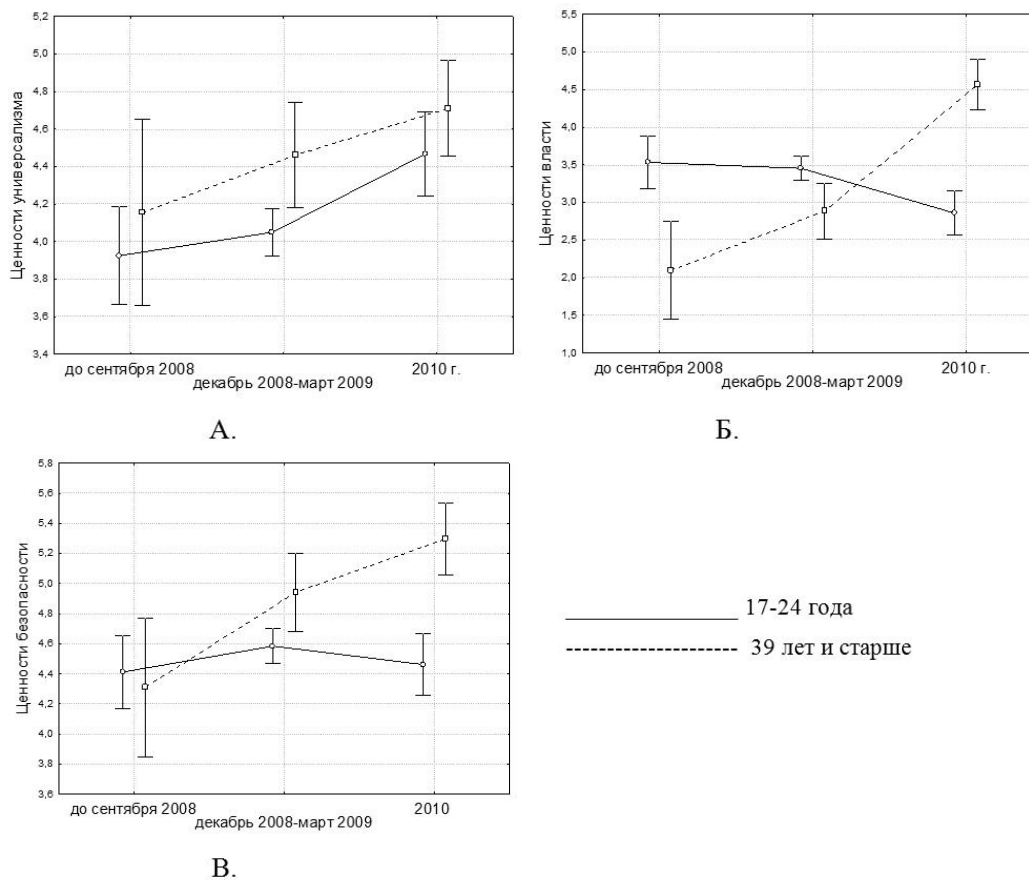 Ценности универсализма
5,2
5,0
4,8
4,6
4,4
4,2
4,0
3,8
3,6
3,4
до сентября 2008
декабрь 2008-март 2009
2010 г.
А.
Ценности власти
5,5
5,0
4,5
4,0
3,5
3,0
2,5
2,0
1,5
1,0
до сентября 2008
декабрь 2008-март 2009
2010 г.
Б.
Ценности безопасности
5,8
5,6
5,4
5,2
5,0
4,8
4,6
4,4
4,2
4,0
3,8
3,6
до сентября 2008
декабрь 2008-март 2009
2010
В.
17-24 года
39 лет и старше